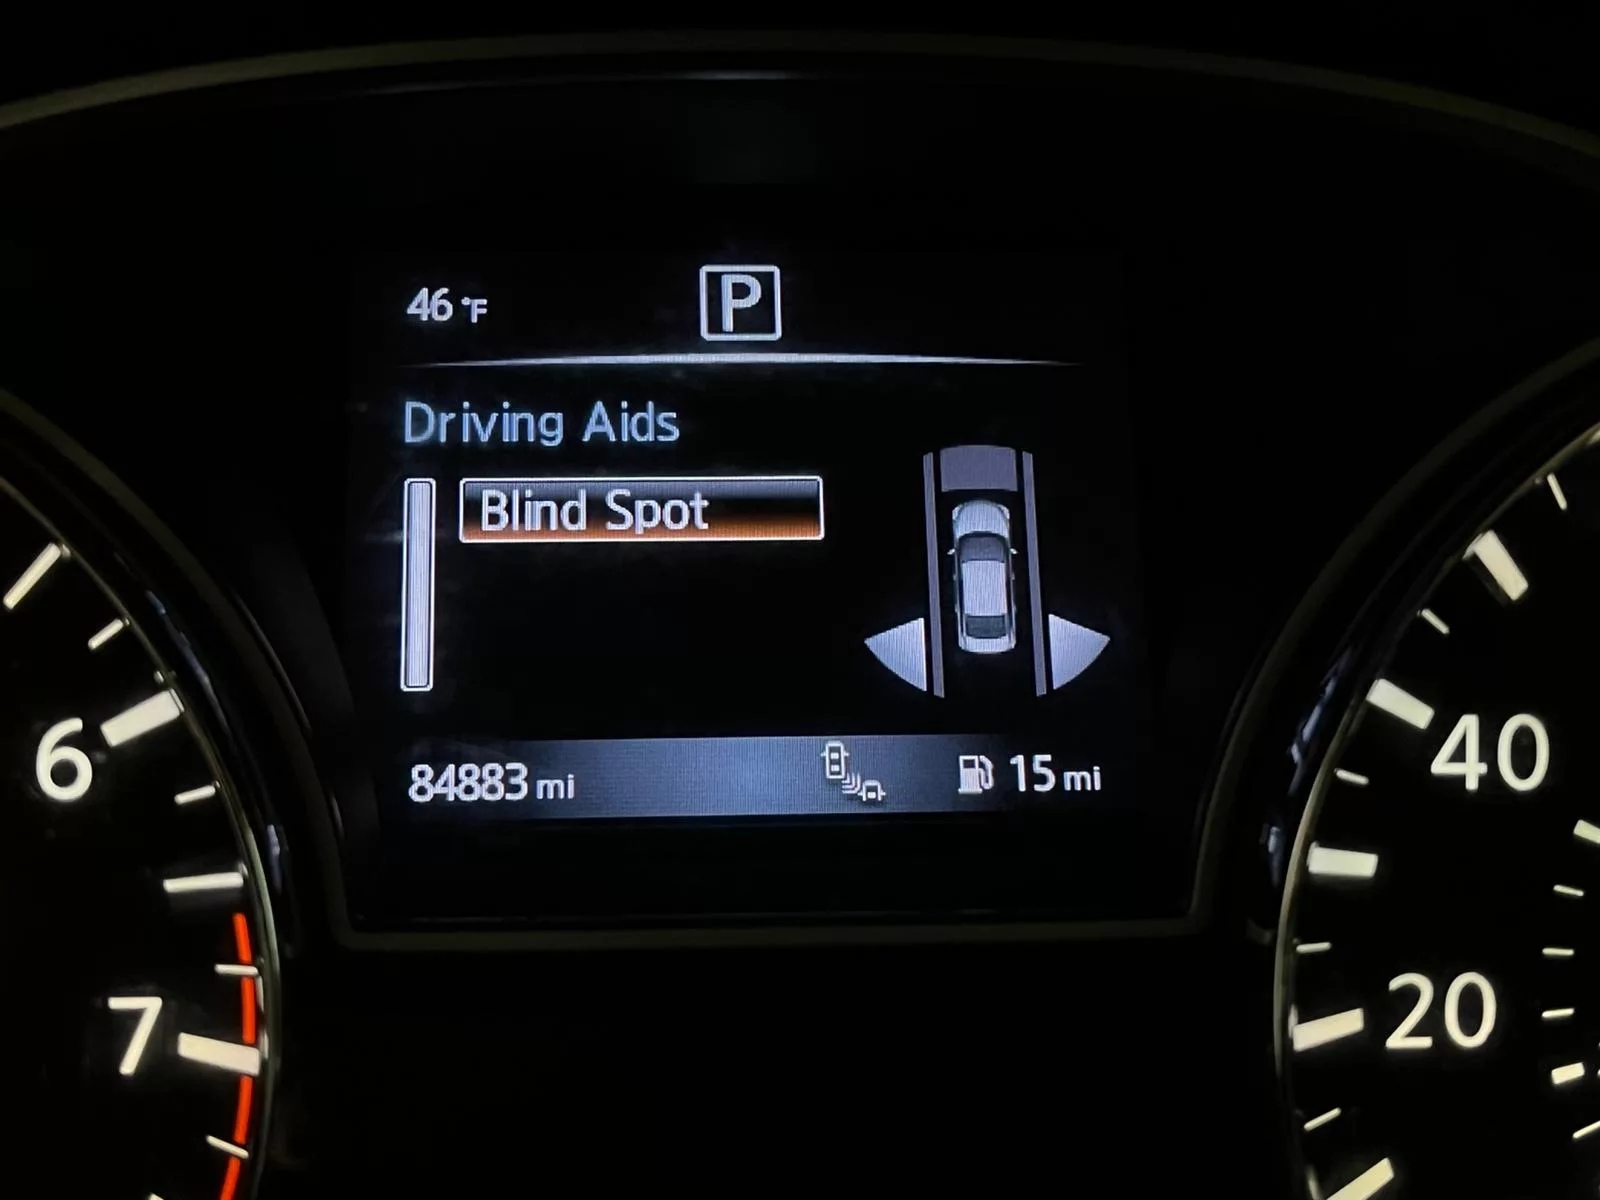 46 °F
P
Driving Aids
Blind Spot
84883 mi
15 mi
6
7
40
20